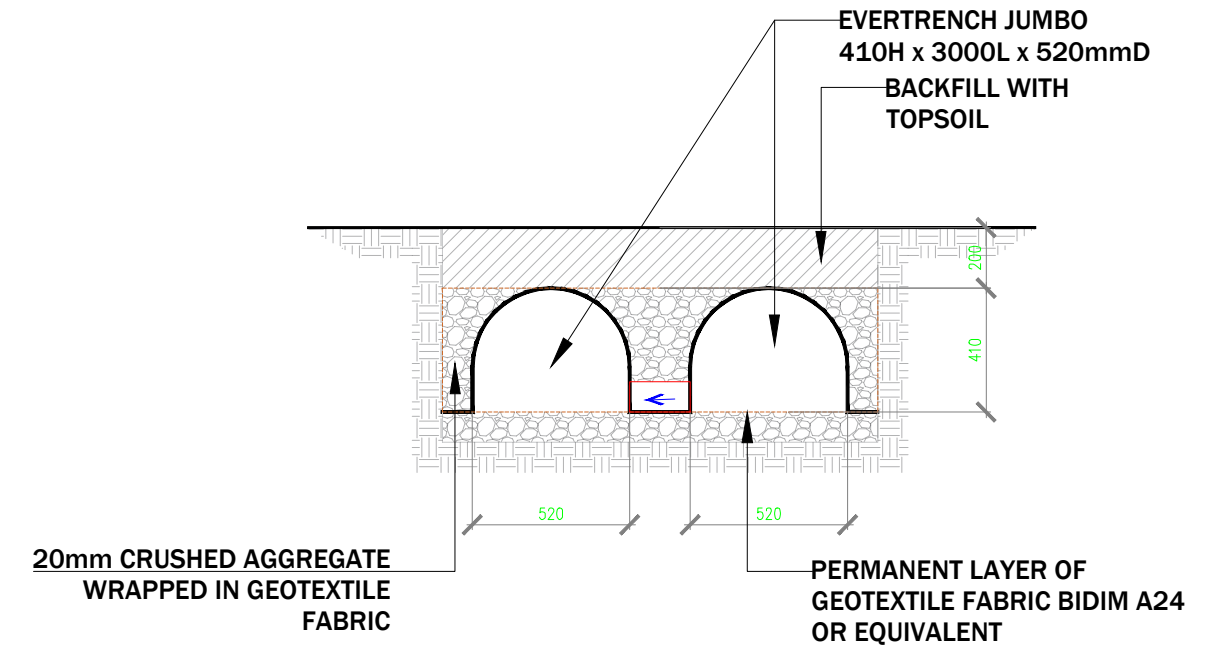 EVERTRENCH JUMBO
410H x 3000L x 520mmD
BACKFILL WITH
TOPSOIL
200
410
520
520
20mm CRUSHED AGGREGATE
WRAPPED IN GEOTEXTILE
FABRIC
PERMANENT LAYER OF
GEOTEXTILE FABRIC BIDIM A24
OR EQUIVALENT